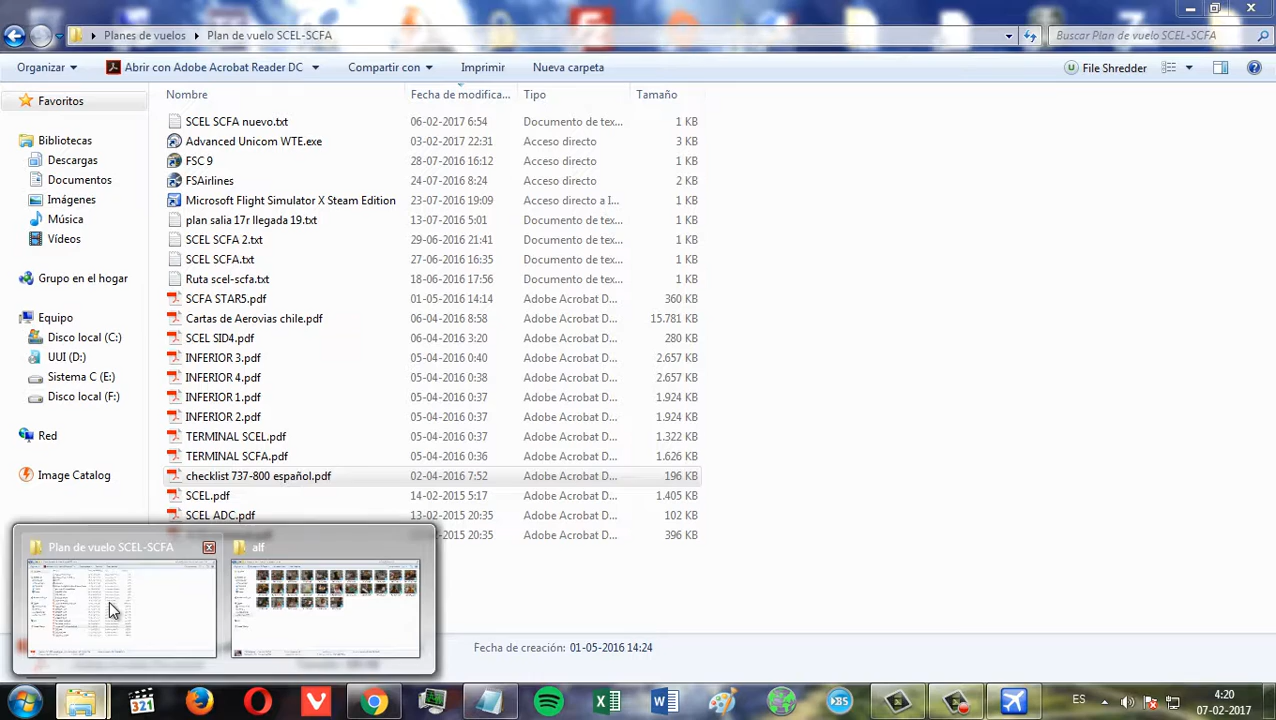 Planes de vuelos Plan de vuelo SCEL-SCFA Buscar Plan de vuelo SCEL-SCFA
Organizar Abrir con Adobe Acrobat Reader DC Compartir con Imprimir Nueva carpeta File Shredder
Favoritos
Bibliotecas
Descargas
Documentos
Imágenes
Música
Vídeos
Grupo en el hogar
Equipo
Disco local (C:)
UUI (D:)
Sistema C (E:)
Disco local (F:)
Red
Image Catalog
Nombre Fecha de modifica... Tipo Tamaño
SCEL SCFA nuevo.txt 06-02-2017 6:54 Documento de tex... 1 KB
Advanced Unicom WTE.exe 03-02-2017 22:31 Acceso directo 3 KB
FSC 9 28-07-2016 16:12 Acceso directo 1 KB
FSAirlines 24-07-2016 8:24 Acceso directo 2 KB
Microsoft Flight Simulator X Steam Edition 23-07-2016 19:09 Acceso directo a I... 1 KB
plan salia 17r llegada 19.txt 13-07-2016 5:01 Documento de tex... 1 KB
SCEL SCFA 2.txt 29-06-2016 21:41 Documento de tex... 1 KB
SCEL SCFA.txt 27-06-2016 16:35 Documento de tex... 1 KB
Ruta scel-scfa.txt 18-06-2016 17:56 Documento de tex... 1 KB
SCFA STAR5.pdf 01-05-2016 14:14 Adobe Acrobat D... 360 KB
Cartas de Aerovias chile.pdf 06-04-2016 8:58 Adobe Acrobat D... 15.781 KB
SCEL SID4.pdf 06-04-2016 3:20 Adobe Acrobat D... 280 KB
INFERIOR 3.pdf 05-04-2016 0:40 Adobe Acrobat D... 2.657 KB
INFERIOR 4.pdf 05-04-2016 0:38 Adobe Acrobat D... 2.657 KB
INFERIOR 1.pdf 05-04-2016 0:37 Adobe Acrobat D... 1.924 KB
INFERIOR 2.pdf 05-04-2016 0:37 Adobe Acrobat D... 1.924 KB
TERMINAL SCEL.pdf 05-04-2016 0:37 Adobe Acrobat D... 1.322 KB
TERMINAL SCFA.pdf 05-04-2016 0:36 Adobe Acrobat D... 1.626 KB
checklist 737-800 español.pdf 02-04-2016 7:52 Adobe Acrobat D... 196 KB
SCEL.pdf 14-02-2015 5:17 Adobe Acrobat D... 1.405 KB
SCEL ADC.pdf 13-02-2015 20:35 Adobe Acrobat D... 102 KB
2015 20:35 Adobe Acrobat D... 396 KB
Plan de vuelo SCEL-SCFA alf
Fecha de creación: 01-05-2016 14:24
321
ES 4:20
07-02-2017